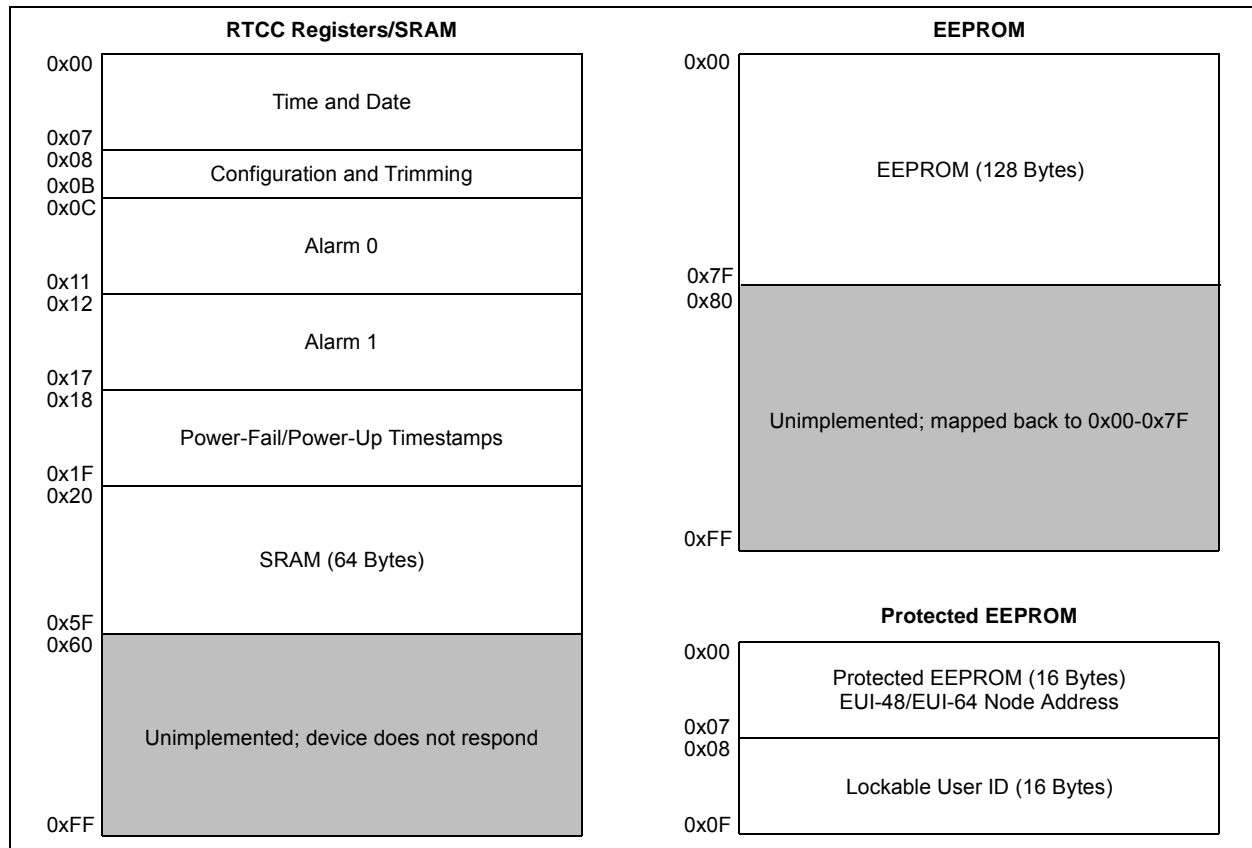 RTCC Registers/SRAM
0x00
Time and Date
0x07
0x08
Configuration and Trimming
0x0B
0x0C
Alarm 0
0x11
0x12
Alarm 1
0x17
0x18
Power-Fail/Power-Up Timestamps
0x1F
0x20
SRAM (64 Bytes)
0x5F
0x60
Unimplemented; device does not respond
0xFF
EEPROM
0x00
EEPROM (128 Bytes)
0x7F
0x80
Unimplemented; mapped back to 0x00-0x7F
0xFF
Protected EEPROM
0x00
Protected EEPROM (16 Bytes)
EUI-48/EUI-64 Node Address
0x07
0x08
Lockable User ID (16 Bytes)
0x0F